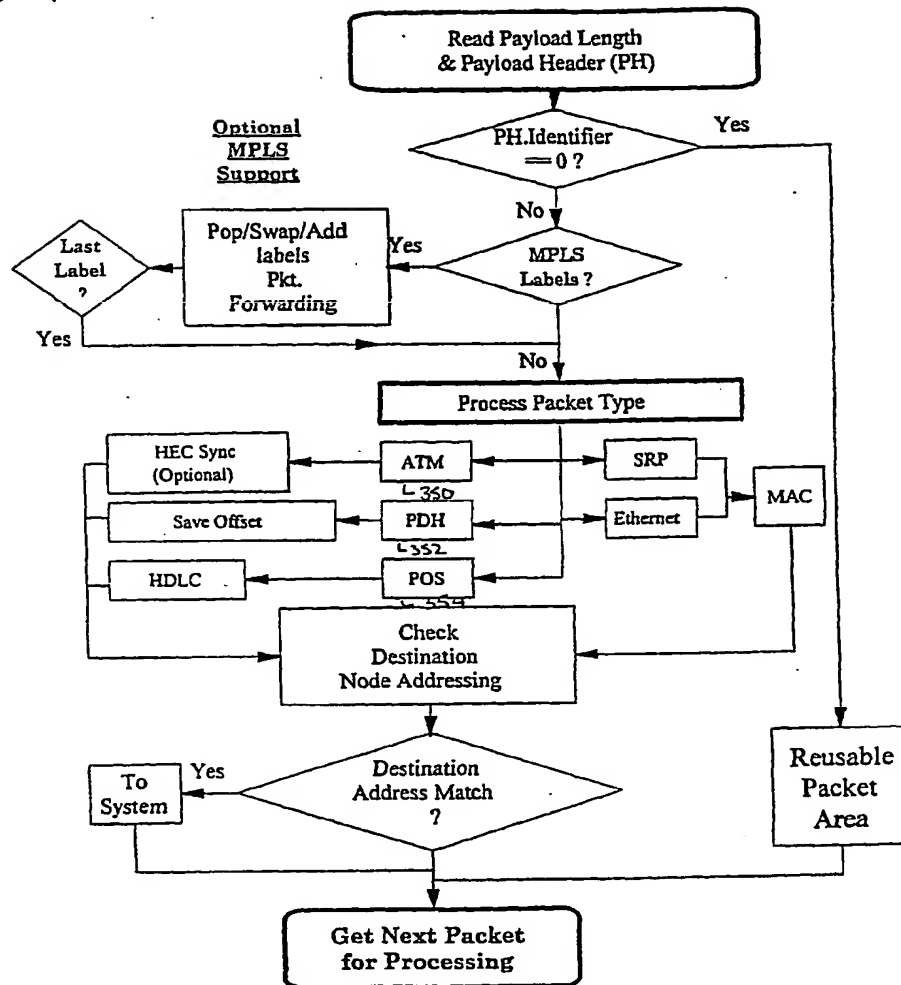 Read Payload Length
& Payload Header (PH)
Optional
MPLS
Support
PH.Identifier
== 0 ?
Yes
No
Last
Label
?
Pop/Swap/Add
labels
Pkt.
Forwarding
Yes
MPLS
Labels ?
Yes
No
Process Packet Type
HEC Sync
(Optional)
ATM
350
SRP
MAC
Save Offset
PDH
352
Ethernet
HDLC
POS
354
Check
Destination
Node Addressing
To
System
Yes
Destination
Address Match
?
Reusable
Packet
Area
Get Next Packet
for Processing